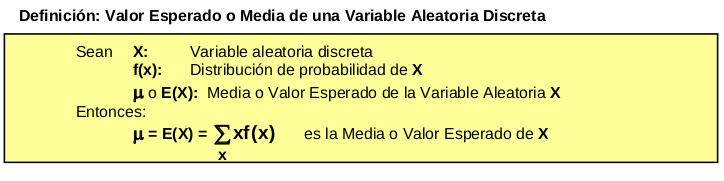 Definición: Valor Esperado o Media de una Variable Aleatoria Discreta
Sean X: Variable aleatoria discreta
f(x): Distribución de probabilidad de X
μ o E(X): Media o Valor Esperado de la Variable Aleatoria X
Entonces:
μ = E(X) = ∑xf(x) es la Media o Valor Esperado de X
x